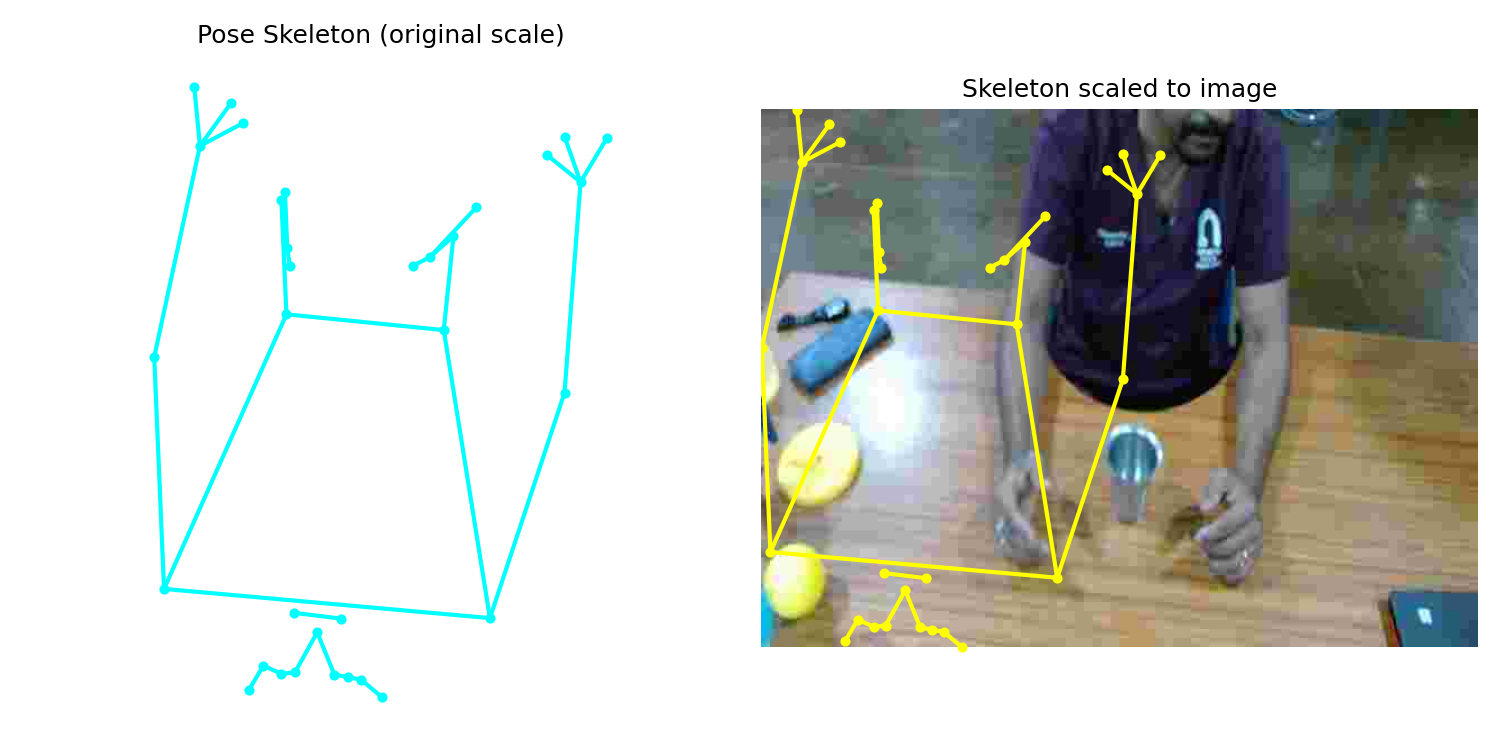 Pose Skeleton (original scale)
Skeleton scaled to image